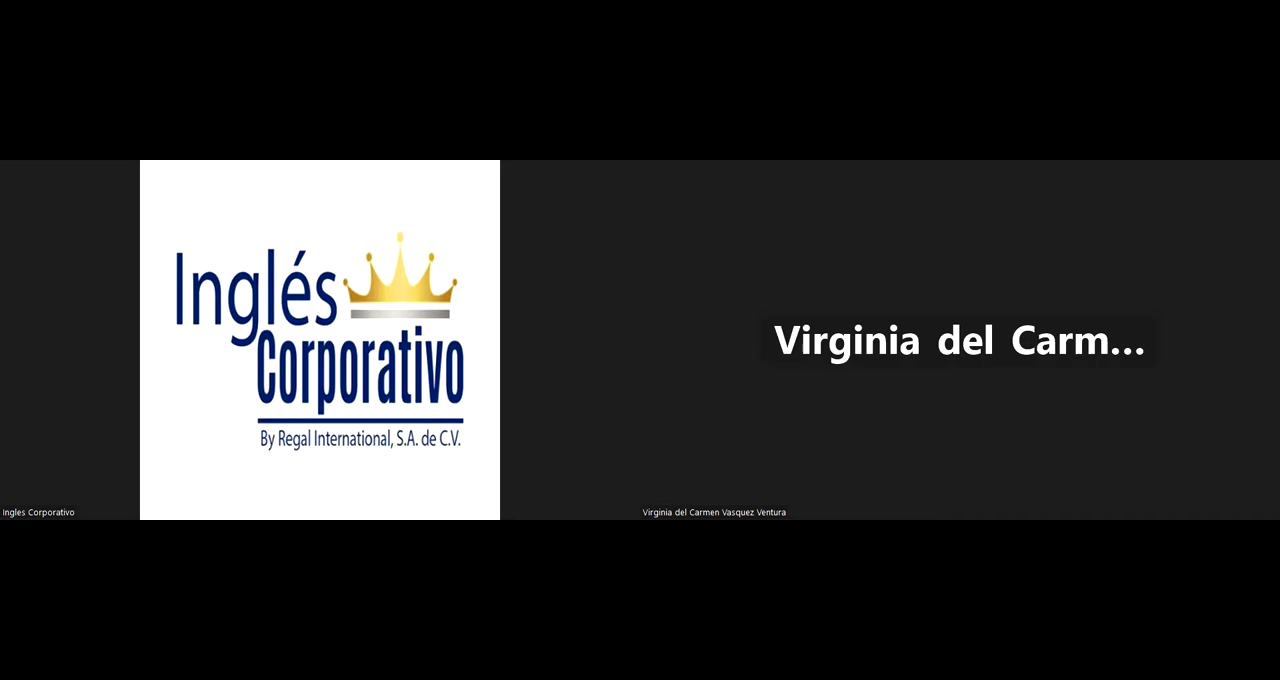 Inglés
Corporativo
By Regal International, S.A. de C.V.
Virginia del Carm...
Ingles Corporativo
Virginia del Carmen Vasquez Ventura